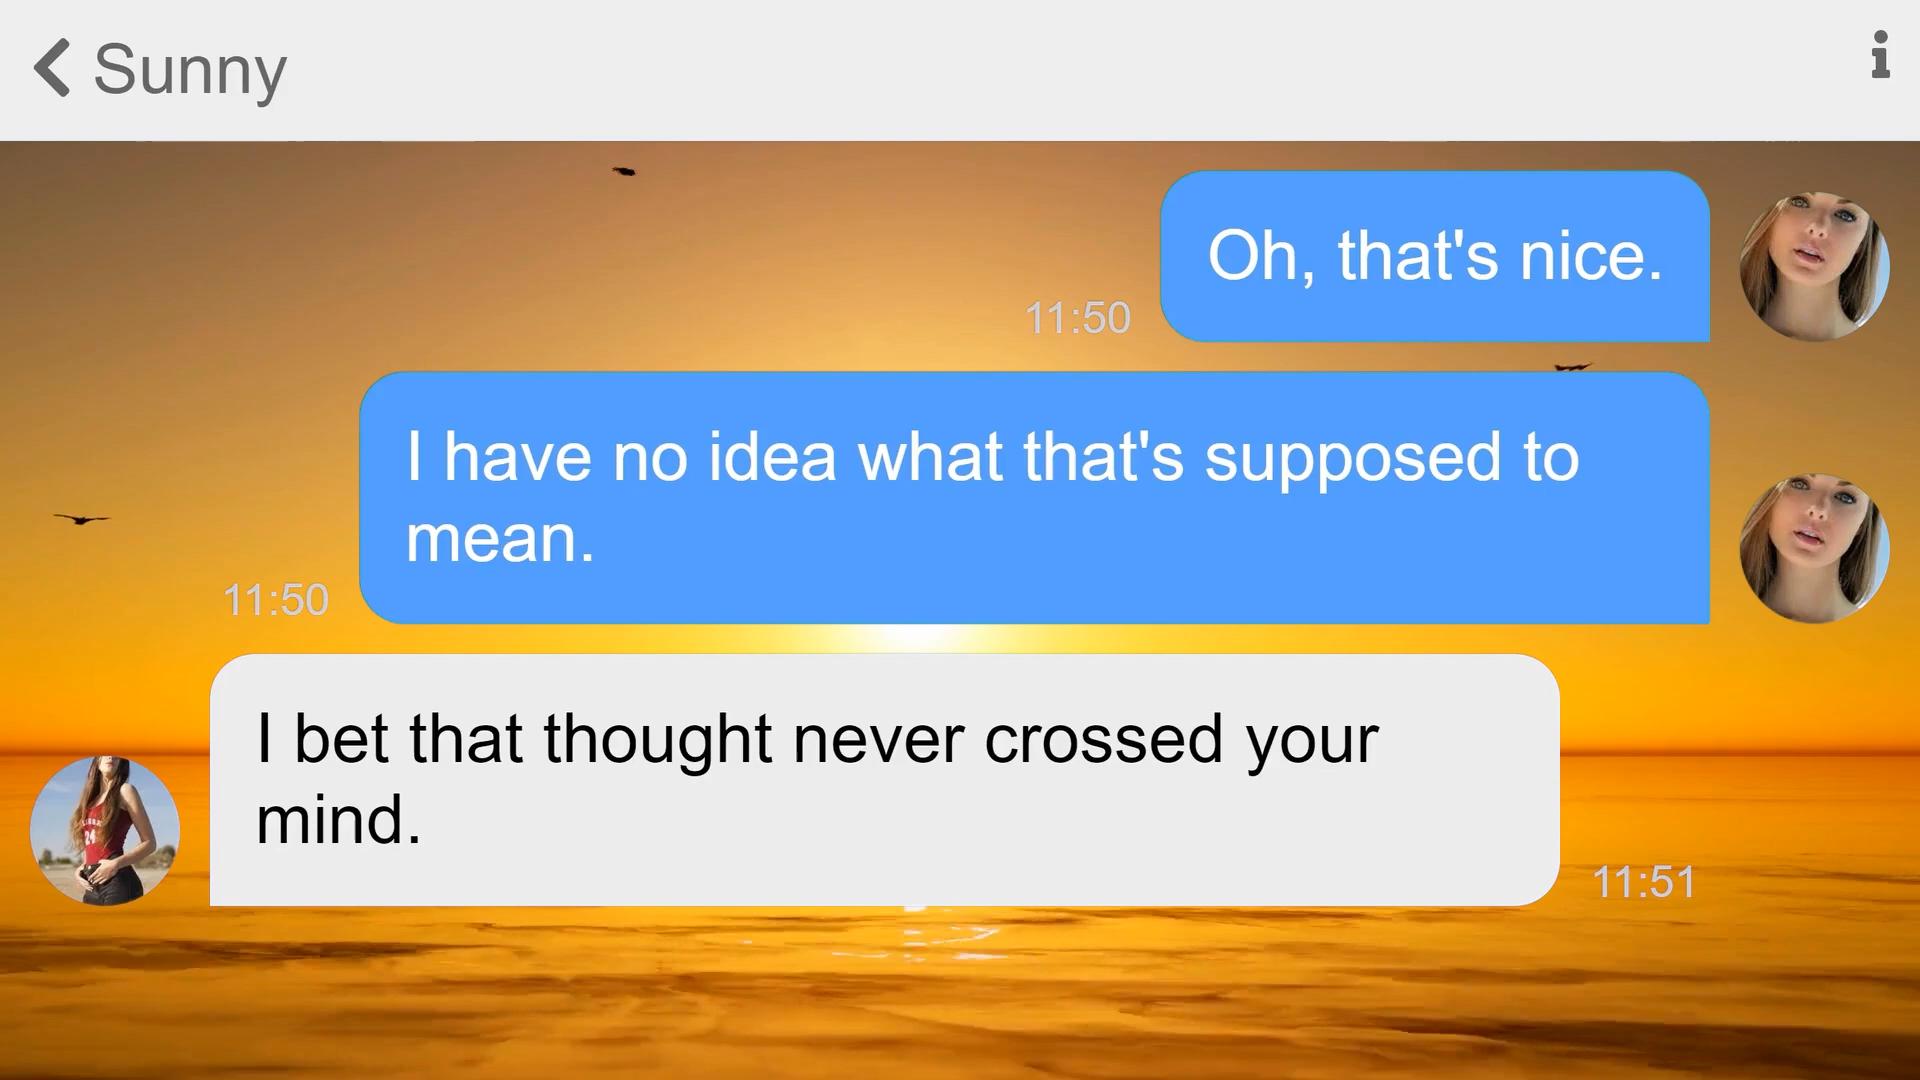 Sunny
Oh, that's nice.
11:50
I have no idea what that's supposed to
mean.
11:50
I bet that thought never crossed your
mind.
11:51
24